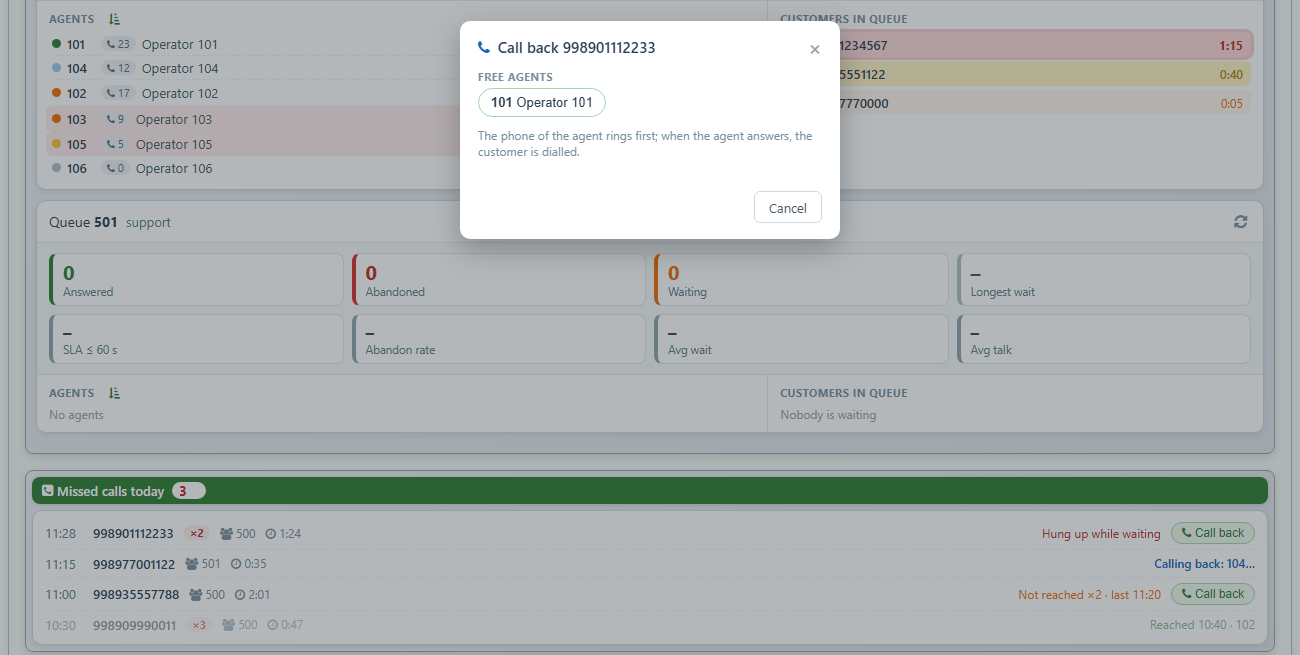 AGENTS
101 23 Operator 101
104 12 Operator 104
102 17 Operator 102
103 9 Operator 103
105 5 Operator 105
106 0 Operator 106
CUSTOMERS IN QUEUE
1234567 1:15
5551122 0:40
7770000 0:05
Call back 998901112233 ×
FREE AGENTS
101 Operator 101
The phone of the agent rings first; when the agent answers, the
customer is dialled.
Cancel
Queue 501 support
0
Answered
0
Abandoned
0
Waiting
–
Longest wait
–
SLA ≤ 60 s
–
Abandon rate
–
Avg wait
–
Avg talk
AGENTS
No agents
CUSTOMERS IN QUEUE
Nobody is waiting
Missed calls today 3
11:28 998901112233 ×2 500 1:24 Hung up while waiting Call back
11:15 998977001122 501 0:35 Calling back: 104...
11:00 998935557788 500 2:01 Not reached ×2 · last 11:20 Call back
10:30 998909990011 ×3 500 0:47 Reached 10:40 · 102